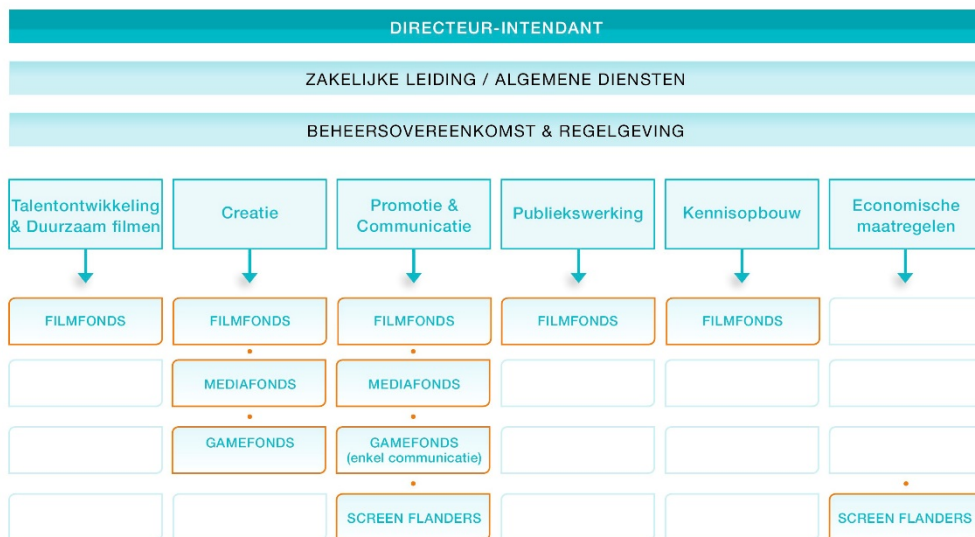 DIRECTEUR-INTENDANT
ZAKELIJKE LEIDING / ALGEMENE DIENSTEN
BEHEERSOVEREENKOMST & REGELGEVING
Talentontwikkeling
& Duurzaam filmen
Creatie
Promotie &
Communicatie
Publiekswerking
Kennisopbouw
Economische
maatregelen
FILMFONDS
FILMFONDS
FILMFONDS
FILMFONDS
FILMFONDS
MEDIAFONDS
MEDIAFONDS
GAMEFONDS
GAMEFONDS
(enkel communicatie)
SCREEN FLANDERS
SCREEN FLANDERS